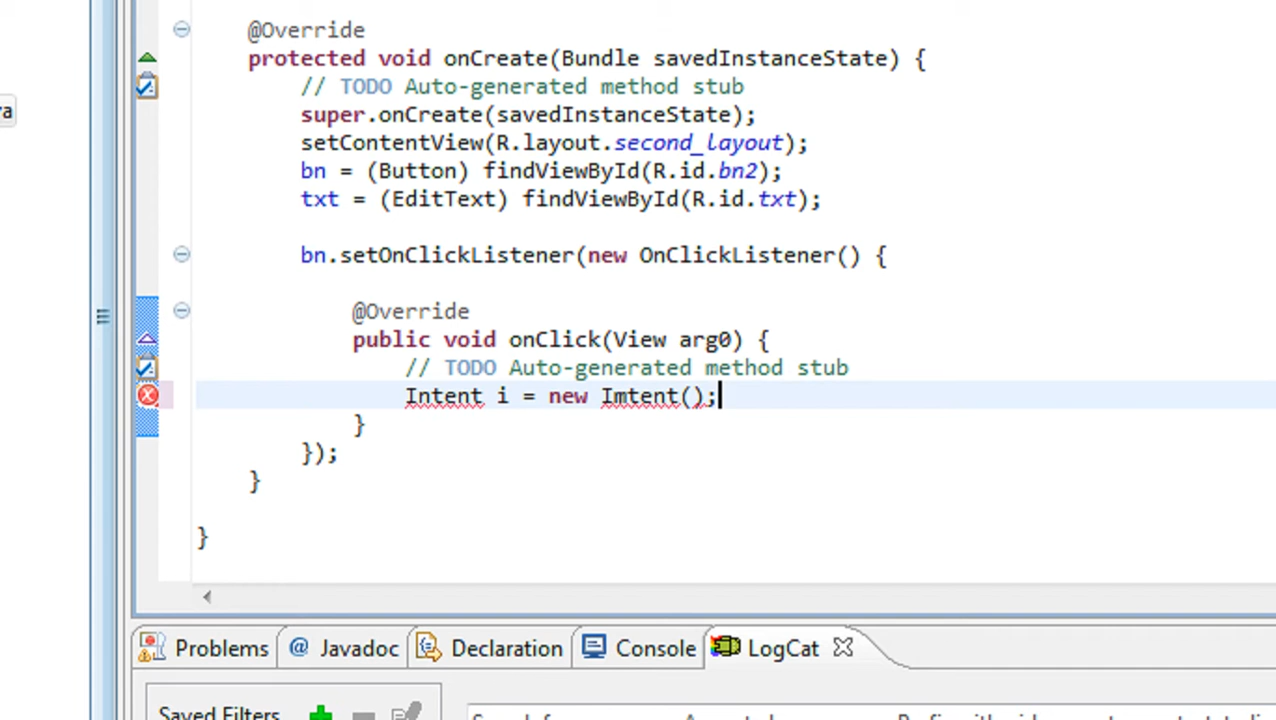 @Override
protected void onCreate(Bundle savedInstanceState) {
// TODO Auto-generated method stub
super.onCreate(savedInstanceState);
setContentView(R.layout.second_layout);
bn = (Button) findViewById(R.id.bn2);
txt = (EditText) findViewById(R.id.txt);
bn.setOnClickListener(new OnClickListener() {
@Override
public void onClick(View arg0) {
// TODO Auto-generated method stub
Intent i = new Imtent();
}
});
}
}
Problems @ Javadoc Declaration Console LogCat
Saved Filters